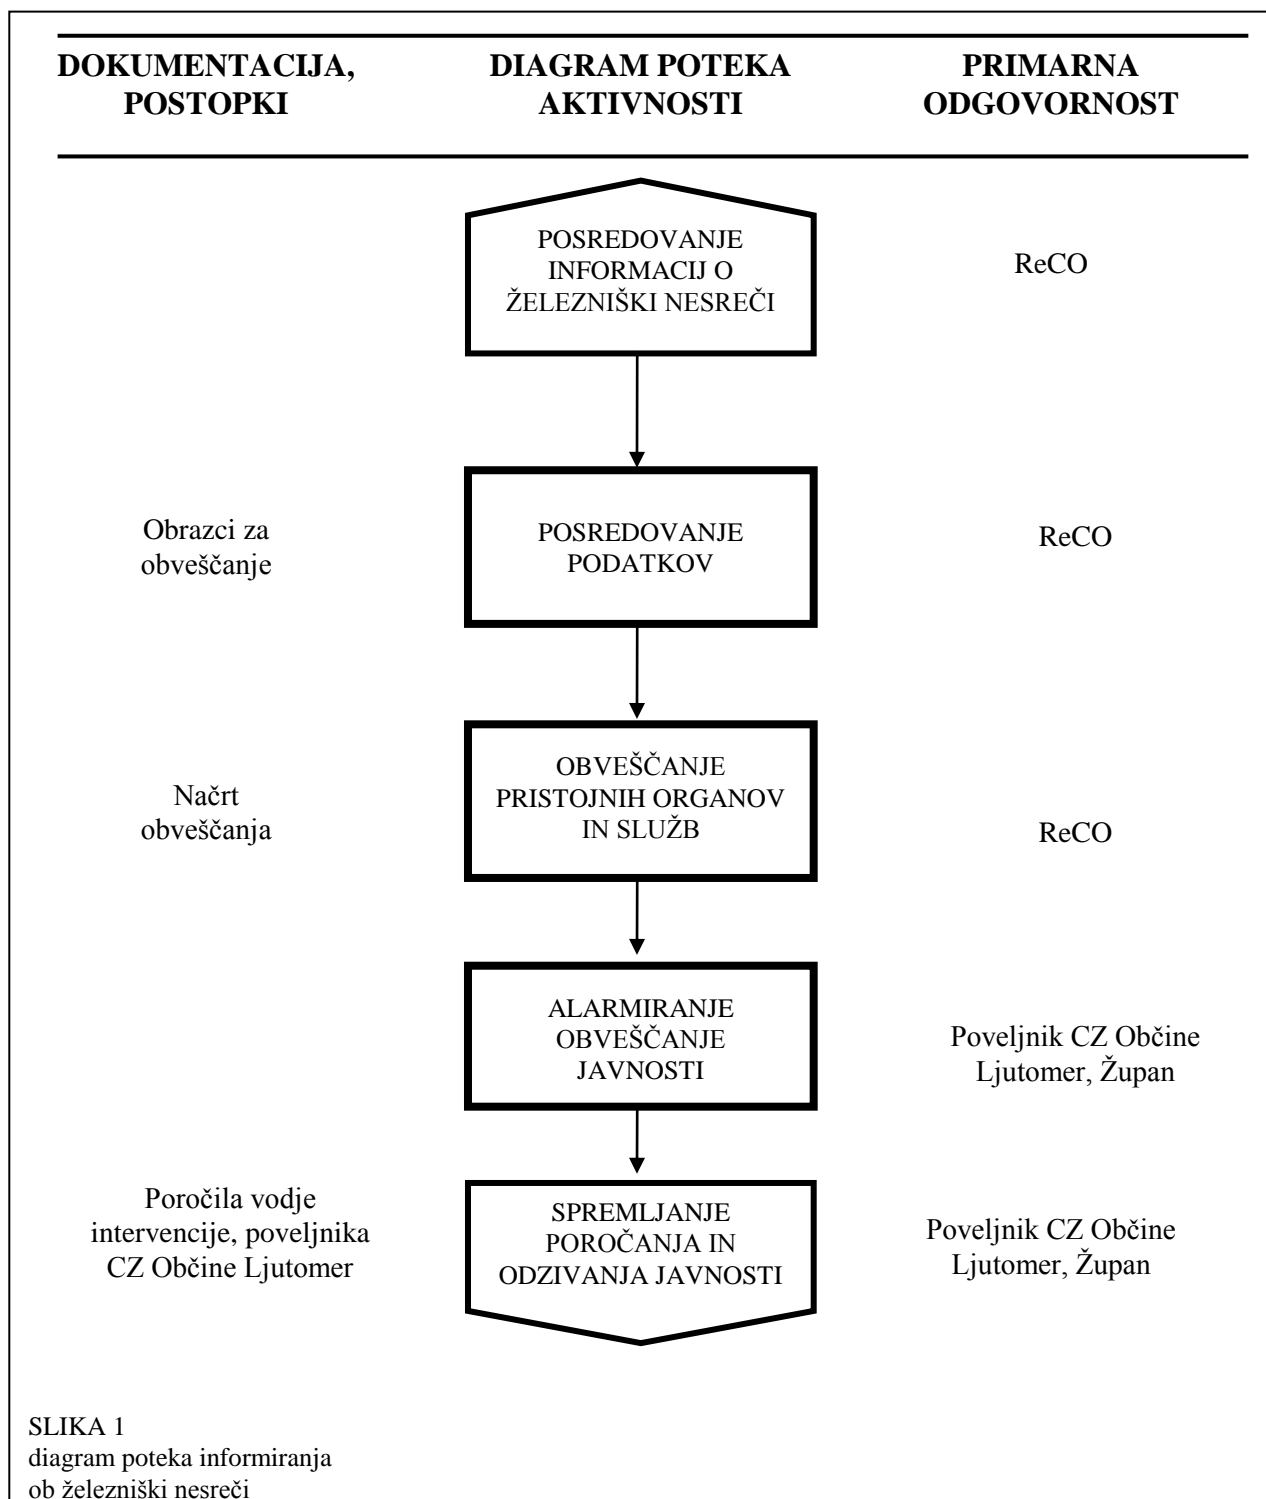 DOKUMENTACIJA,
POSTOPKI
DIAGRAM POTEKA
AKTIVNOSTI
PRIMARNA
ODGOVORNOST
POSREDOVANJE
INFORMACIJ O
ŽELEZNIŠKI NESREČI
ReCO
Obrazci za
obveščanje
POSREDOVANJE
PODATKOV
ReCO
Načrt
obveščanja
OBVEŠČANJE
PRISTOJNIH ORGANOV
IN SLUŽB
ReCO
ALARMIRANJE
OBVEŠČANJE
JAVNOSTI
Poveljnik CZ Občine
Ljutomer, Župan
Poročila vodje
intervencije, poveljnika
CZ Občine Ljutomer
SPREMLJANJE
POROČANJA IN
ODZIVANJA JAVNOSTI
Poveljnik CZ Občine
Ljutomer, Župan
SLIKA 1
diagram poteka informiranja
ob železniški nesreči